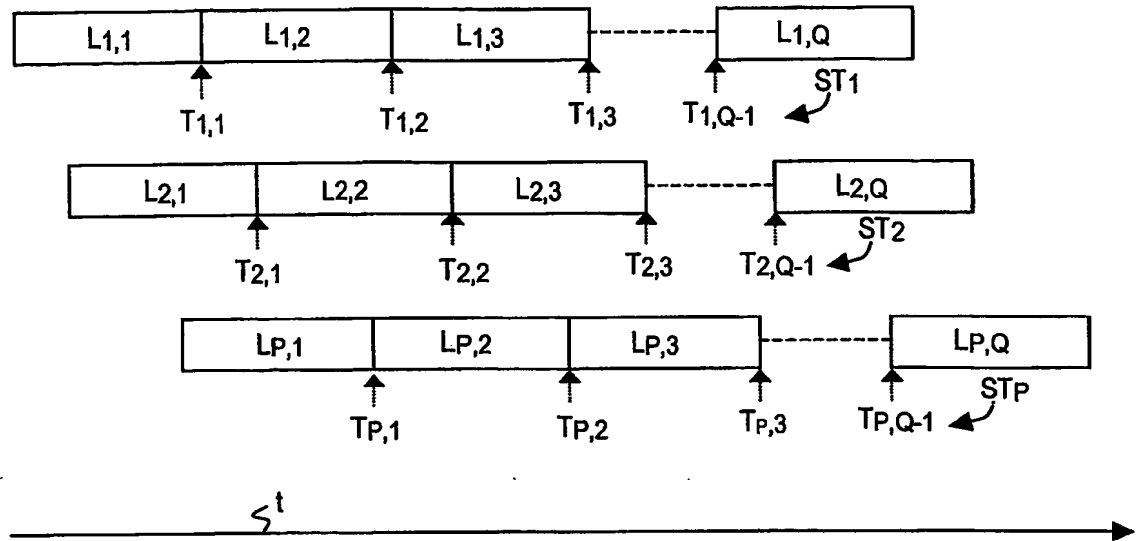 L1,1 L1,2 L1,3 L1,Q
ST1
T1,1 T1,2 T1,3 T1,Q-1
L2,1 L2,2 L2,3 L2,Q
ST2
T2,1 T2,2 T2,3 T2,Q-1
LP,1 LP,2 LP,3 LP,Q
STP
TP,1 TP,2 TP,3 TP,Q-1
t